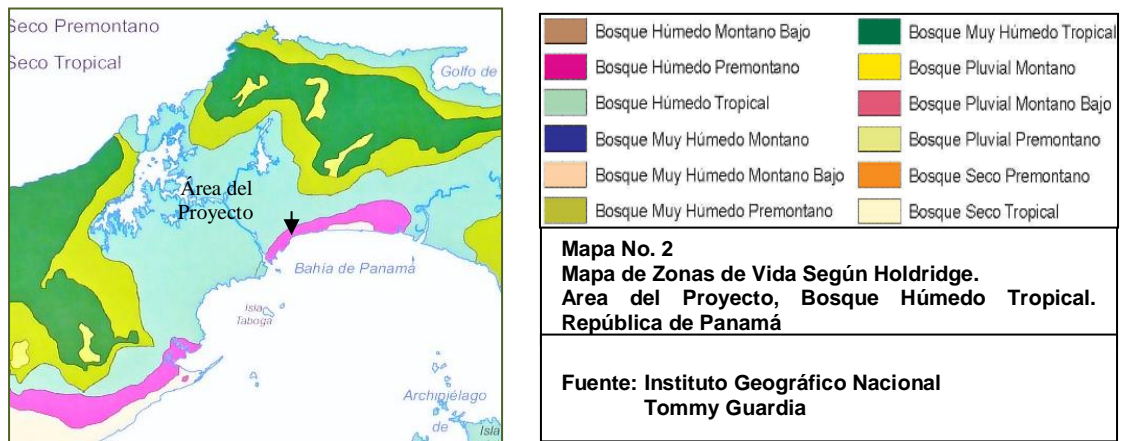 Seco Premontano
Seco Tropical
Golfo de
Área del
Proyecto
Bahía de Panamá
Isla
Taboga
Archipiélago
de
Isla
Bosque Húmedo Montano Bajo
Bosque Húmedo Premontano
Bosque Húmedo Tropical
Bosque Muy Húmedo Montano
Bosque Muy Húmedo Montano Bajo
Bosque Muy Húmedo Premontano
Bosque Muy Húmedo Tropical
Bosque Pluvial Montano
Bosque Pluvial Montano Bajo
Bosque Pluvial Premontano
Bosque Seco Premontano
Bosque Seco Tropical
Mapa No. 2
Mapa de Zonas de Vida Según Holdridge.
Area del Proyecto, Bosque Húmedo Tropical.
República de Panamá
Fuente: Instituto Geográfico Nacional
Tommy Guardia